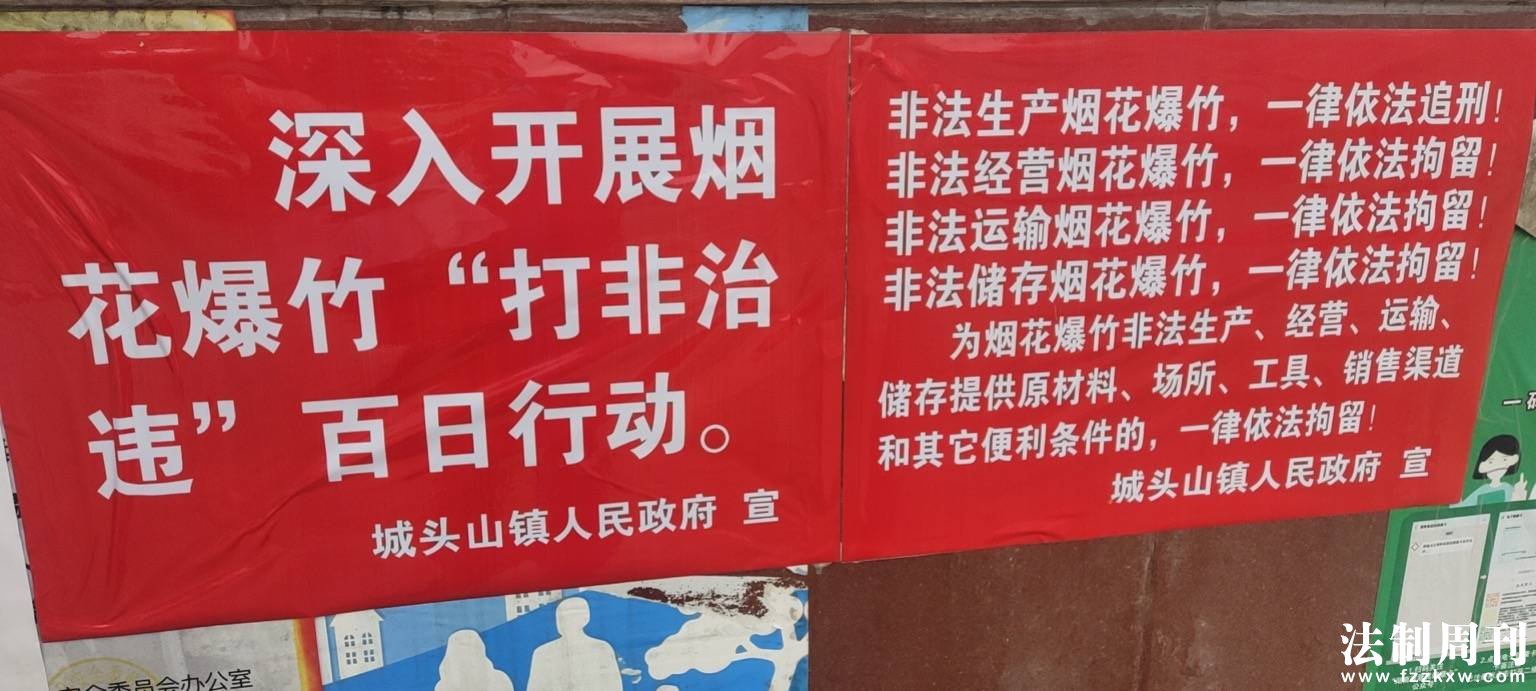 深入开展烟
花爆竹“打非治
违”百日行动。
城头山镇人民政府 宣
非法生产烟花爆竹，一律依法追刑！
非法经营烟花爆竹，一律依法拘留！
非法运输烟花爆竹，一律依法拘留！
非法储存烟花爆竹，一律依法拘留！
为烟花爆竹非法生产、经营、运输、
储存提供原材料、场所、工具、销售渠道
和其它便利条件的，一律依法拘留！
城头山镇人民政府 宣
委员会办公室
法制周刊
www.fzzkxw.com